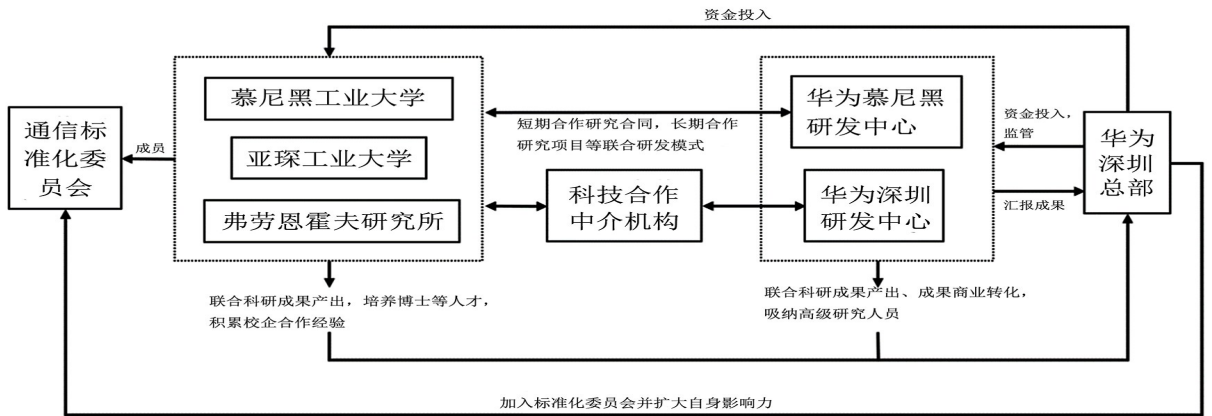 资金投入
慕尼黑工业大学
亚琛工业大学
弗劳恩霍夫研究所
通信标
准化委
员会
成员
短期合作研究合同，长期合作
研究项目等联合研发模式
科技合作
中介机构
华为慕尼黑
研发中心
华为深圳
研发中心
资金投入，
监管
汇报成果
华为
深圳
总部
联合科研成果产出，培养博士等人才，
积累校企合作经验
联合科研成果产出、成果商业转化，
吸纳高级研究人员
加入标准化委员会并扩大自身影响力